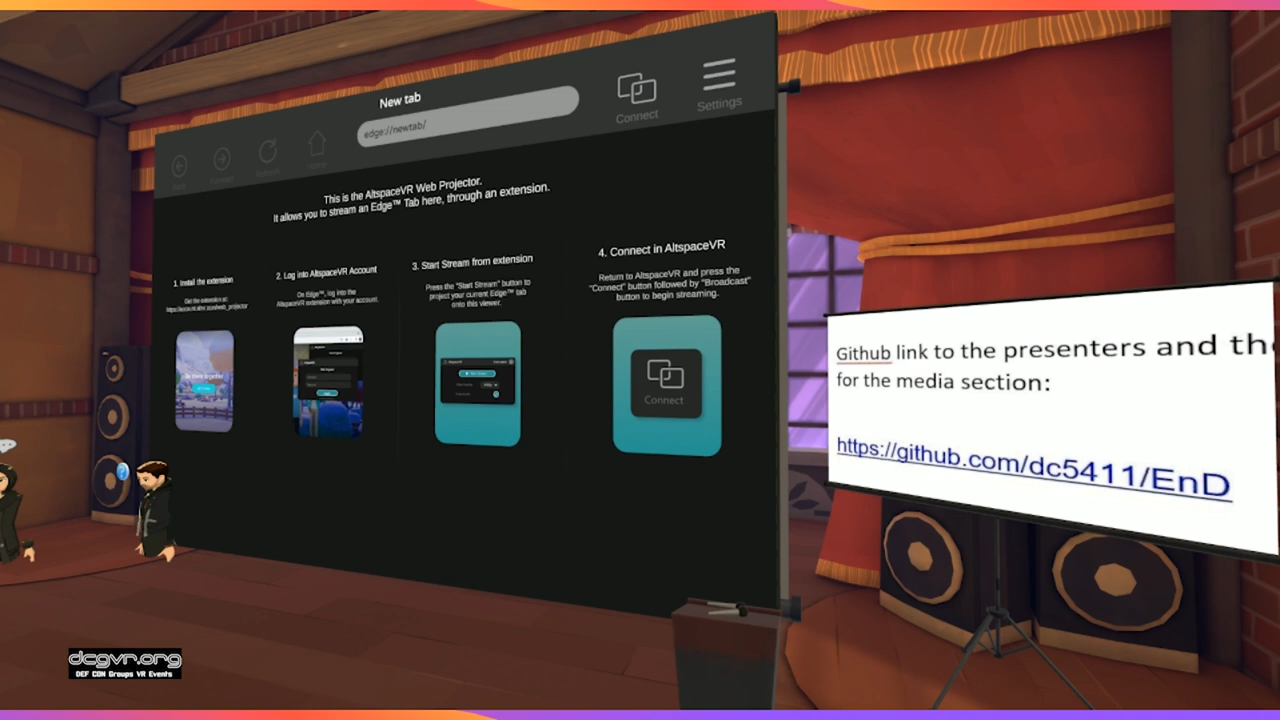 New tab
edge://newtab/
Connect
Settings
This is the AltspaceVR Web Projector.
It allows you to stream an Edge™ Tab here, through an extension.
1. Install the extension
Get the extension at:
2. Log into AltspaceVR Account
On Edge™, log into the
AltspaceVR extension with your account.
3. Start Stream from extension
Press the "Start Stream" button to
project your current Edge™ tab
onto this viewer.
4. Connect in AltspaceVR
Return to AltspaceVR and press the
"Connect" button followed by "Broadcast"
button to begin streaming.
Connect
Github link to the presenters and the
for the media section:
https://github.com/dc5411/EnD
dcgvr.org
DEF CON Groups VR Events